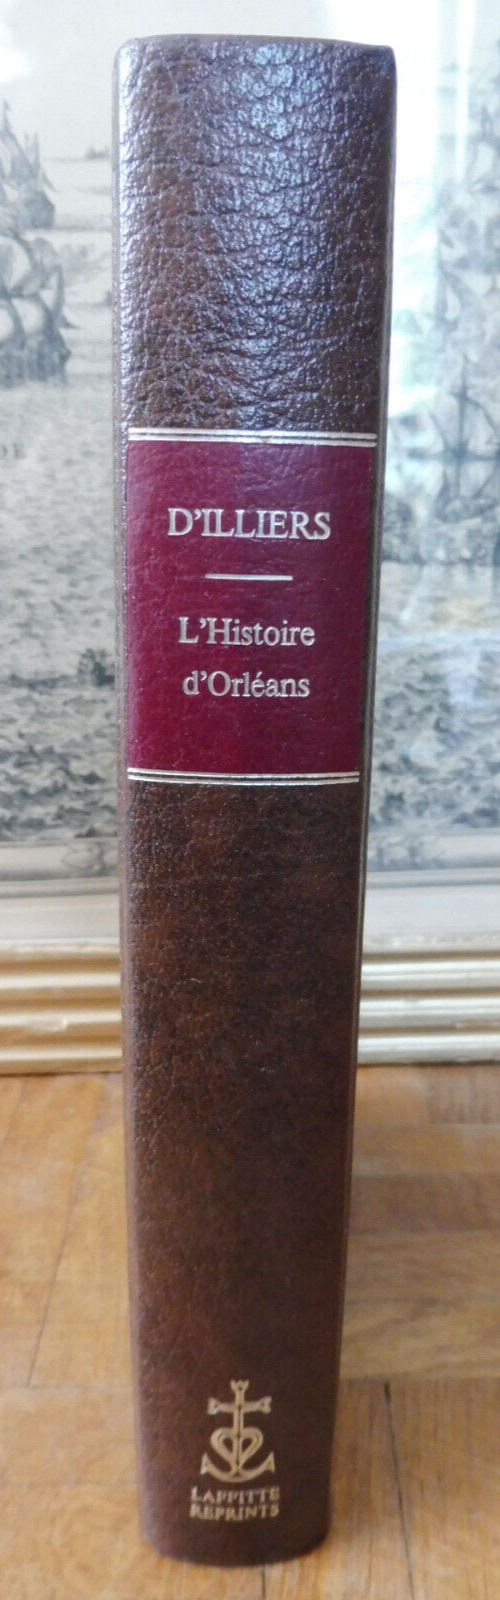 D'ILLIERS
L'Histoire
d'Orléans
LAFFITTE
REPRINTS